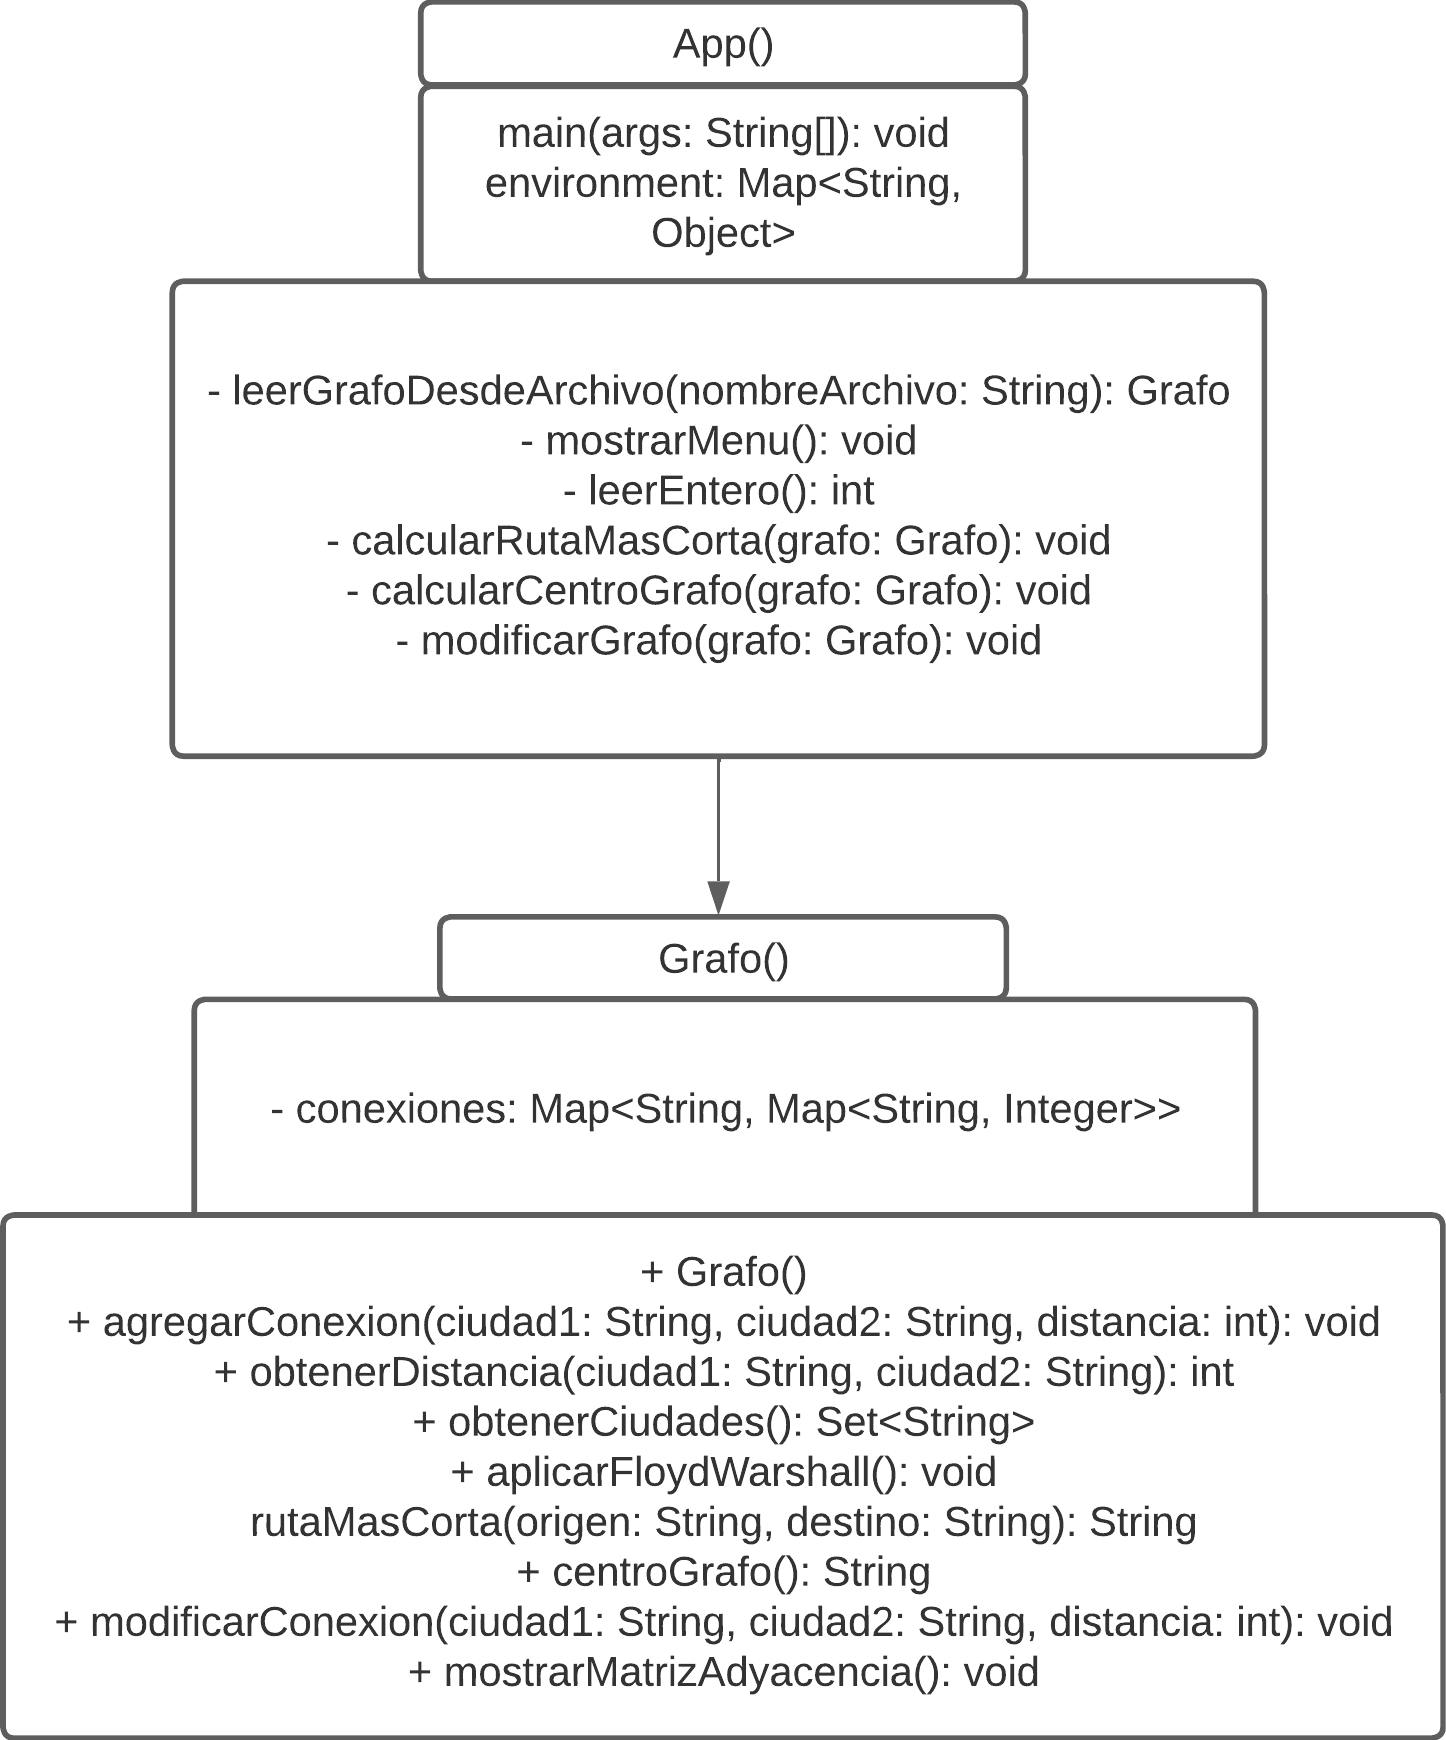 App()
main(args: String[]): void
environment: Map<String,
Object>
- leerGrafoDesdeArchivo(nombreArchivo: String): Grafo
- mostrarMenu(): void
- leerEntero(): int
- calcularRutaMasCorta(grafo: Grafo): void
- calcularCentroGrafo(grafo: Grafo): void
- modificarGrafo(grafo: Grafo): void
Grafo()
- conexiones: Map<String, Map<String, Integer>>
+ Grafo()
+ agregarConexion(ciudad1: String, ciudad2: String, distancia: int): void
+ obtenerDistancia(ciudad1: String, ciudad2: String): int
+ obtenerCiudades(): Set<String>
+ aplicarFloydWarshall(): void
rutaMasCorta(origen: String, destino: String): String
+ centroGrafo(): String
+ modificarConexion(ciudad1: String, ciudad2: String, distancia: int): void
+ mostrarMatrizAdyacencia(): void